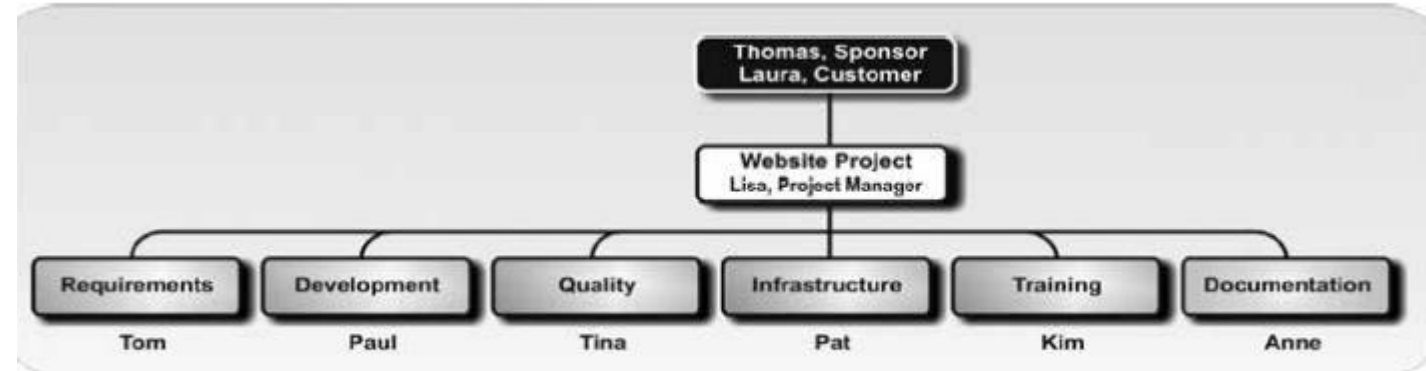 Thomas, Sponsor
Laura, Customer
Website Project
Lisa, Project Manager
Requirements
Development
Quality
Infrastructure
Training
Documentation
Tom
Paul
Tina
Pat
Kim
Anne